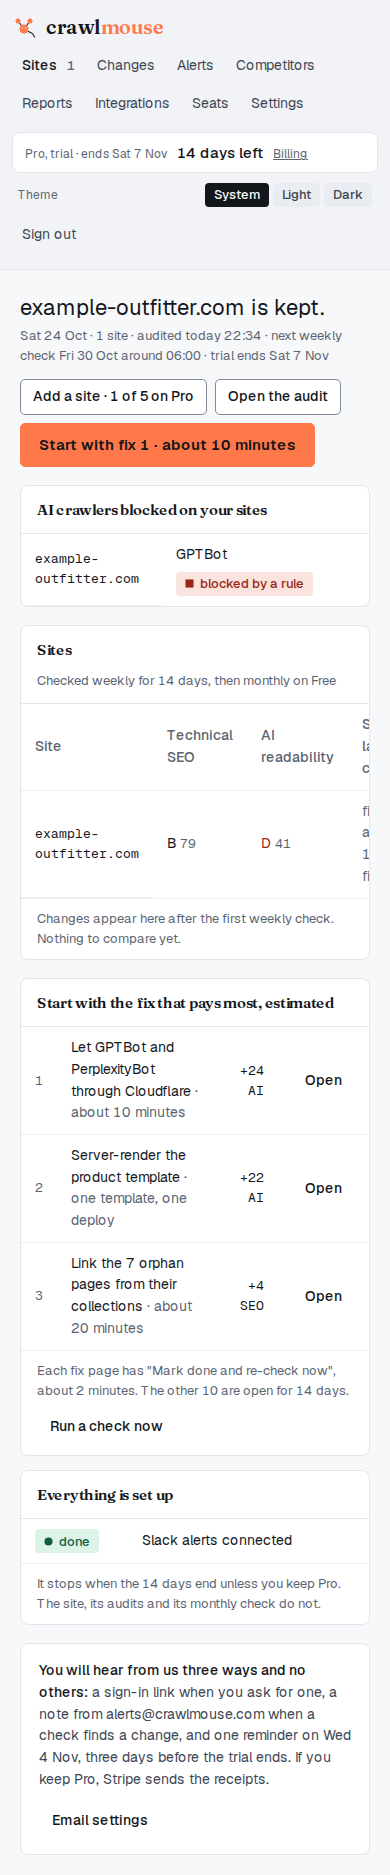 crawlmouse
Sites 1 Changes Alerts Competitors
Reports Integrations Seats Settings
Pro, trial · ends Sat 7 Nov 14 days left Billing
Theme System Light Dark
Sign out
example-outfitter.com is kept.
Sat 24 Oct · 1 site · audited today 22:34 · next weekly
check Fri 30 Oct around 06:00 · trial ends Sat 7 Nov
Add a site · 1 of 5 on Pro Open the audit
Start with fix 1 · about 10 minutes
AI crawlers blocked on your sites
example-
outfitter.com
GPTBot
blocked by a rule
Sites
Checked weekly for 14 days, then monthly on Free
Site
Technical
SEO
AI
readability
example-
outfitter.com
B 79
D 41
Changes appear here after the first weekly check.
Nothing to compare yet.
Start with the fix that pays most, estimated
1
Let GPTBot and
PerplexityBot
through Cloudflare ·
about 10 minutes
+24
AI
Open
2
Server-render the
product template ·
one template, one
deploy
+22
AI
Open
3
Link the 7 orphan
pages from their
collections · about
20 minutes
+4
SEO
Open
Each fix page has "Mark done and re-check now",
about 2 minutes. The other 10 are open for 14 days.
Run a check now
Everything is set up
done Slack alerts connected
It stops when the 14 days end unless you keep Pro.
The site, its audits and its monthly check do not.
You will hear from us three ways and no
others: a sign-in link when you ask for one, a
note from alerts@crawlmouse.com when a
check finds a change, and one reminder on Wed
4 Nov, three days before the trial ends. If you
keep Pro, Stripe sends the receipts.
Email settings